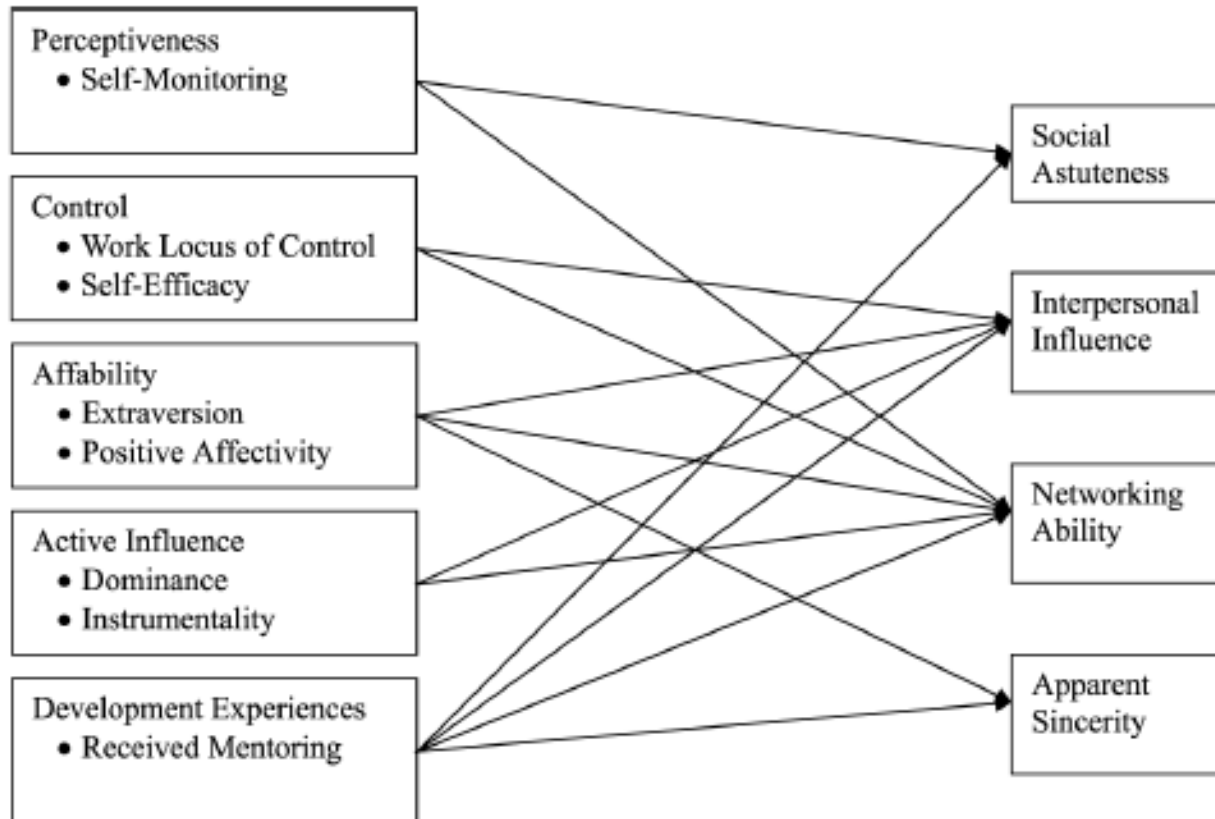 Perceptiveness
• Self-Monitoring
Control
• Work Locus of Control
• Self-Efficacy
Affability
• Extraversion
• Positive Affectivity
Active Influence
• Dominance
• Instrumentality
Development Experiences
• Received Mentoring
Social
Astuteness
Interpersonal
Influence
Networking
Ability
Apparent
Sincerity